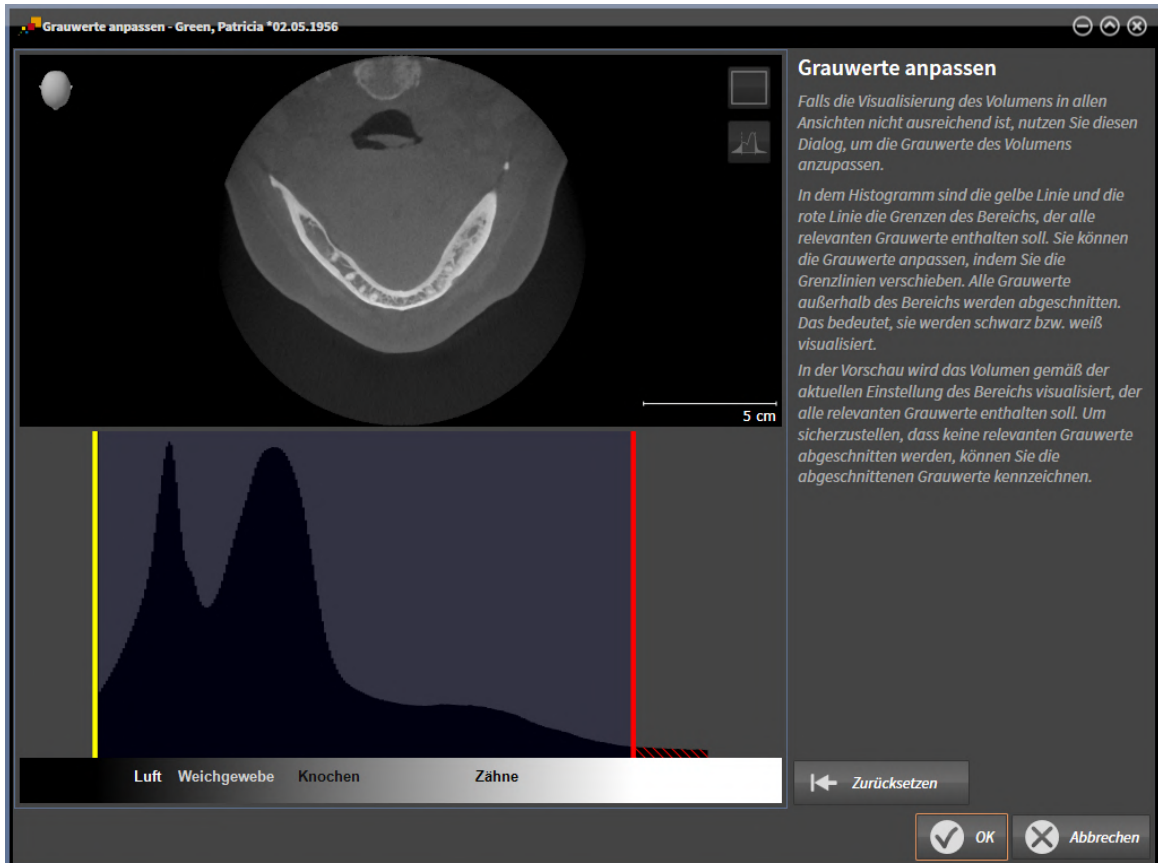 Grauwerte anpassen - Green, Patricia *02.05.1956
5 cm
Luft Weichgewebe Knochen Zähne
Grauwerte anpassen
Falls die Visualisierung des Volumens in allen
Ansichten nicht ausreichend ist, nutzen Sie diesen
Dialog, um die Grauwerte des Volumens
anzupassen.
In dem Histogramm sind die gelbe Linie und die
rote Linie die Grenzen des Bereichs, der alle
relevanten Grauwerte enthalten soll. Sie können
die Grauwerte anpassen, indem Sie die
Grenzlinien verschieben. Alle Grauwerte
außerhalb des Bereichs werden abgeschnitten.
Das bedeutet, sie werden schwarz bzw. weiß
visualisiert.
In der Vorschau wird das Volumen gemäß der
aktuellen Einstellung des Bereichs visualisiert, der
alle relevanten Grauwerte enthalten soll. Um
sicherzustellen, dass keine relevanten Grauwerte
abgeschnitten werden, können Sie die
abgeschnittenen Grauwerte kennzeichnen.
Zurücksetzen
OK
Abbrechen